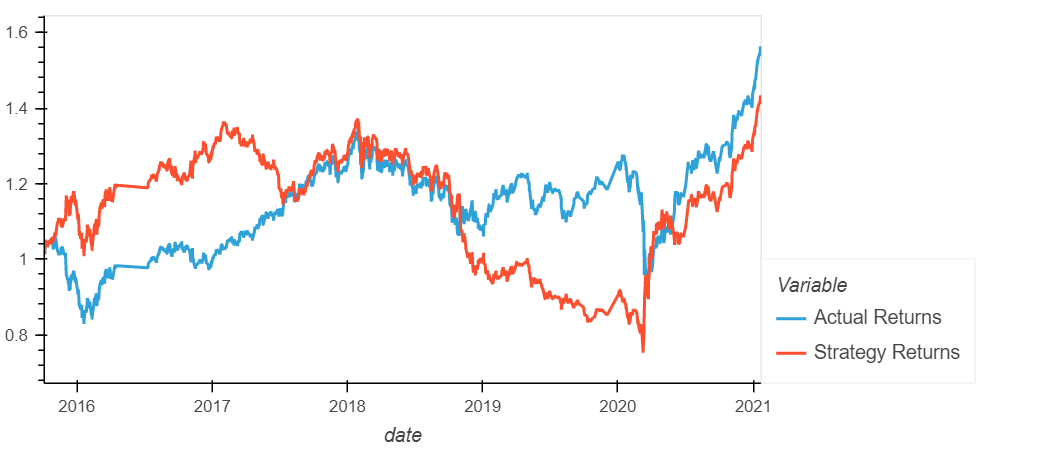 1.6
1.4
1.2
1
0.8
2016 2017 2018 2019 2020 2021
date
Variable
Actual Returns
Strategy Returns